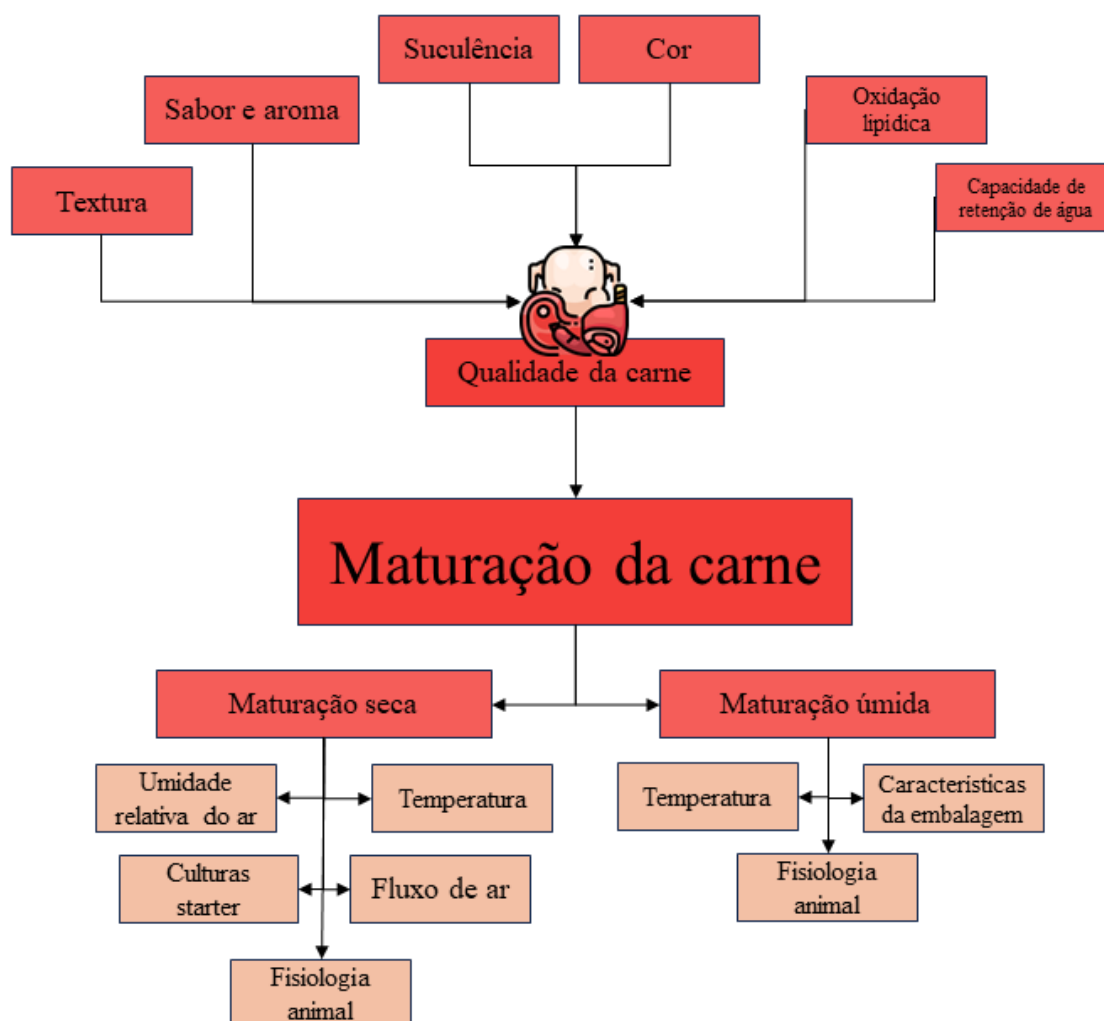 Suculência
Cor
Sabor e aroma
Oxidação
lipídica
Textura
Capacidade de
retenção de água
Qualidade da carne
Maturação da carne
Maturação seca
Maturação úmida
Umidade
relativa do ar
Temperatura
Temperatura
Características
da embalagem
Culturas
starter
Fluxo de ar
Fisiologia
animal
Fisiologia
animal